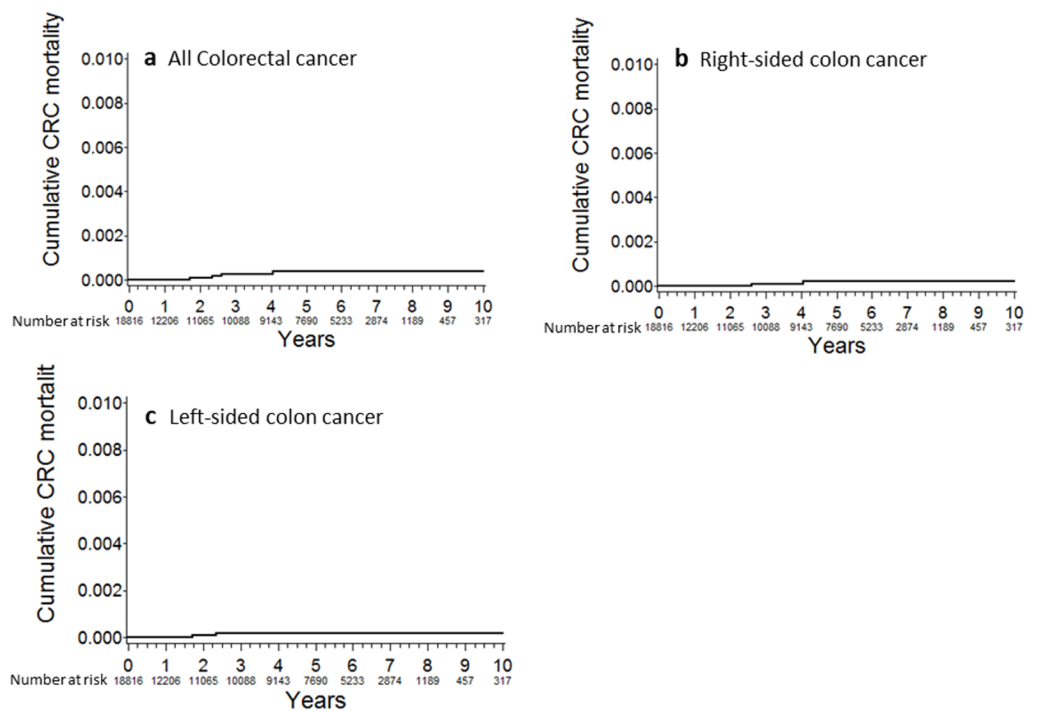 Cumulative CRC mortality
a All Colorectal cancer
0.010
0.008
0.006
0.004
0.002
0.000
0 1 2 3 4 5 6 7 8 9 10
Number at risk 18816 12206 11065 10088 9143 7690 5233 2874 1189 457 317
Years
Cumulative CRC mortality
b Right-sided colon cancer
0.010
0.008
0.006
0.004
0.002
0.000
0 1 2 3 4 5 6 7 8 9 10
Number at risk 18816 12206 11065 10088 9143 7690 5233 2874 1189 457 317
Years
Cumulative CRC mortalit
c Left-sided colon cancer
0.010
0.008
0.006
0.004
0.002
0.000
0 1 2 3 4 5 6 7 8 9 10
Number at risk 18816 12206 11065 10088 9143 7690 5233 2874 1189 457 317
Years